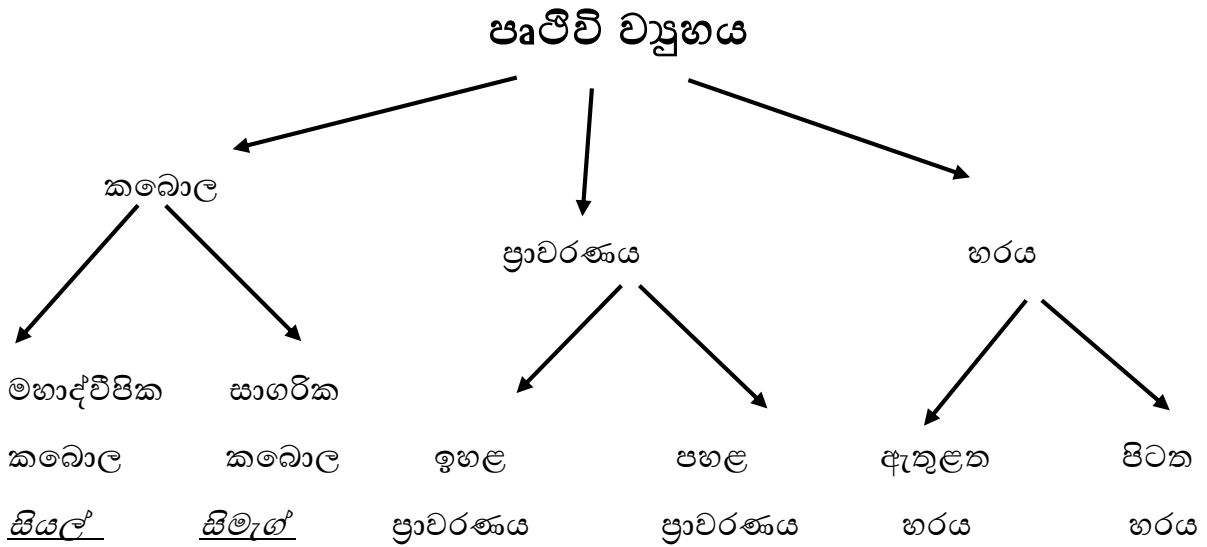 පෘථිවි ව්‍යුහය
කබොල
ප්‍රාවරණය
හරය
මහාද්වීපික
කබොල
සියල්
සාගරික
කබොල
සිමැග්
ඉහළ
ප්‍රාවරණය
පහළ
ප්‍රාවරණය
ඇතුළත
හරය
පිටත
හරය